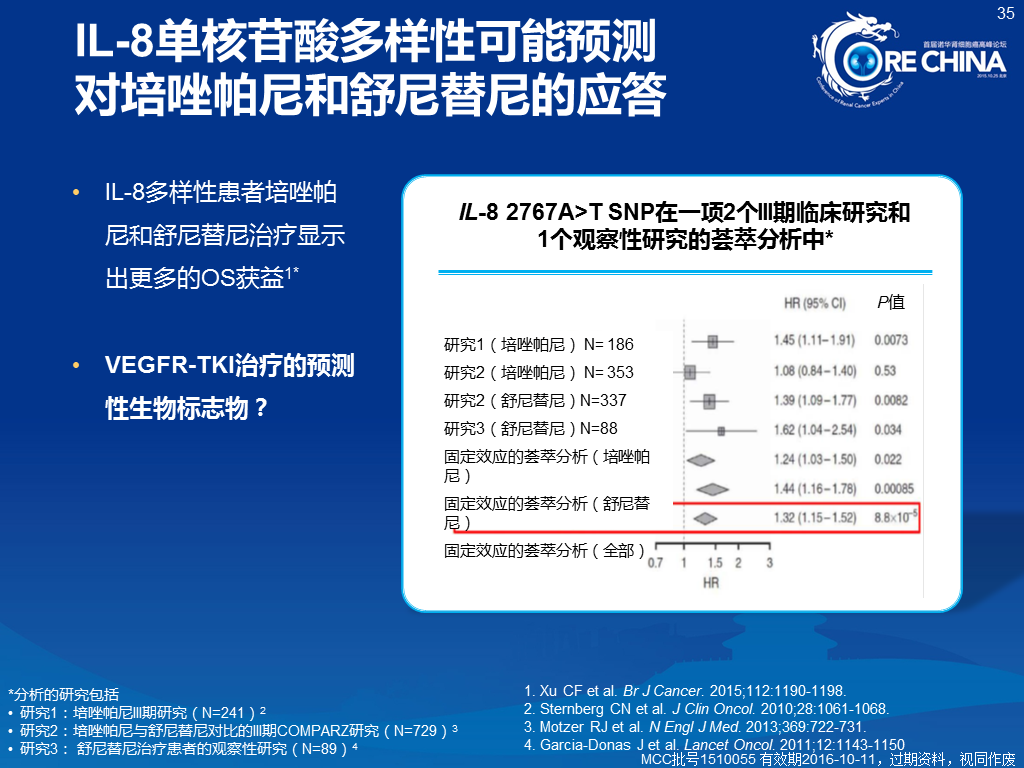 35
IL-8单核苷酸多样性可能预测
对培唑帕尼和舒尼替尼的应答
首届诺华肾细胞癌高峰论坛
CORE CHINA
2015.10.25 北京
Conference of Renal Cancer Experts in China
• IL-8多样性患者培唑帕
尼和舒尼替尼治疗显示
出更多的OS获益1*
• VEGFR-TKI治疗的预测
性生物标志物？
IL-8 2767A>T SNP在一项2个III期临床研究和
1个观察性研究的荟萃分析中*
HR (95% CI) P值
研究1（培唑帕尼） N= 186 1.45 (1.11–1.91) 0.0073
研究2（培唑帕尼） N= 353 1.08 (0.84–1.40) 0.53
研究2（舒尼替尼）N=337 1.39 (1.09–1.77) 0.0082
研究3（舒尼替尼）N=88 1.62 (1.04–2.54) 0.034
固定效应的荟萃分析（培唑帕 1.24 (1.03–1.50) 0.022
尼）
1.44 (1.16–1.78) 0.00085
固定效应的荟萃分析（舒尼替
尼） 1.32 (1.15–1.52) 8.8×10–5
固定效应的荟萃分析（全部）
0.7 1 1.5 2 3
HR
*分析的研究包括
• 研究1：培唑帕尼III期研究（N=241）2
• 研究2：培唑帕尼与舒尼替尼对比的III期COMPARZ研究（N=729）3
• 研究3： 舒尼替尼治疗患者的观察性研究（N=89）4
1. Xu CF et al. Br J Cancer. 2015;112:1190-1198.
2. Sternberg CN et al. J Clin Oncol. 2010;28:1061-1068.
3. Motzer RJ et al. N Engl J Med. 2013;369:722-731.
4. Garcia-Donas J et al. Lancet Oncol. 2011;12:1143-1150
MCC批号1510055 有效期2016-10-11，过期资料，视同作废